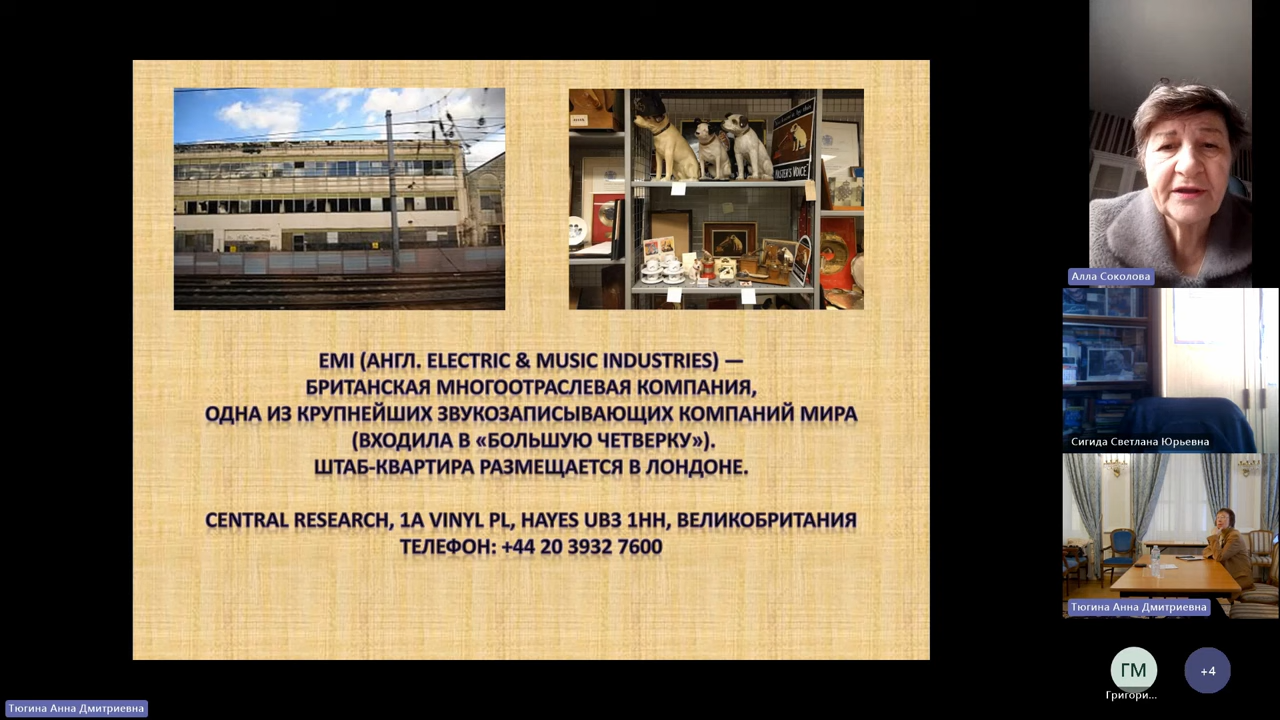 EMI (АНГЛ. ELECTRIC & MUSIC INDUSTRIES) —
БРИТАНСКАЯ МНОГООТРАСЛЕВАЯ КОМПАНИЯ,
ОДНА ИЗ КРУПНЕЙШИХ ЗВУКОЗАПИСЫВАЮЩИХ КОМПАНИЙ МИРА
(ВХОДИЛА В «БОЛЬШУЮ ЧЕТВЕРКУ»).
ШТАБ-КВАРТИРА РАЗМЕЩАЕТСЯ В ЛОНДОНЕ.
CENTRAL RESEARCH, 1A VINYL PL, HAYES UB3 1HH, ВЕЛИКОБРИТАНИЯ
ТЕЛЕФОН: +44 20 3932 7600
Алла Соколова
Сигида Светлана Юрьевна
Тюгина Анна Дмитриевна
ГМ
+4
Григори...
Тюгина Анна Дмитриевна